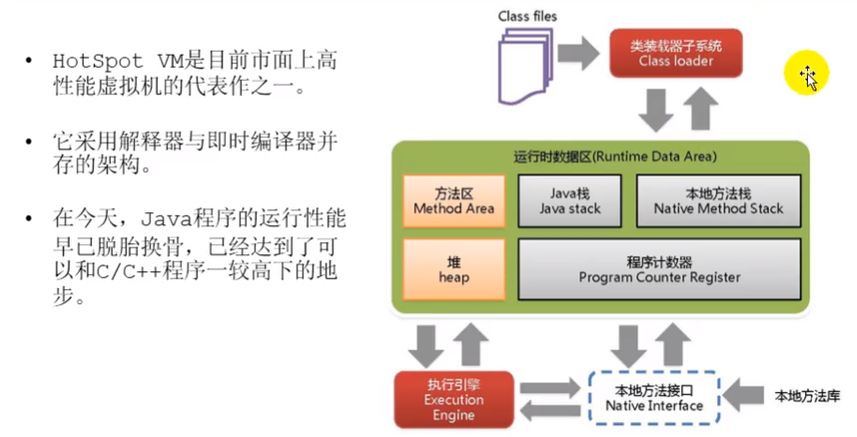 • HotSpot VM是目前市面上高
性能虚拟机的代表作之一。
• 它采用解释器与即时编译器并
存的架构。
• 在今天，Java程序的运行性能
早已脱胎换骨，已经达到了可
以和C/C++程序一较高下的地
步。
Class files
类装载器子系统
Class loader
运行时数据区(Runtime Data Area)
方法区
Method Area
Java栈
Java stack
本地方法栈
Native Method Stack
堆
heap
程序计数器
Program Counter Register
执行引擎
Execution
Engine
本地方法接口
Native Interface
本地方法库